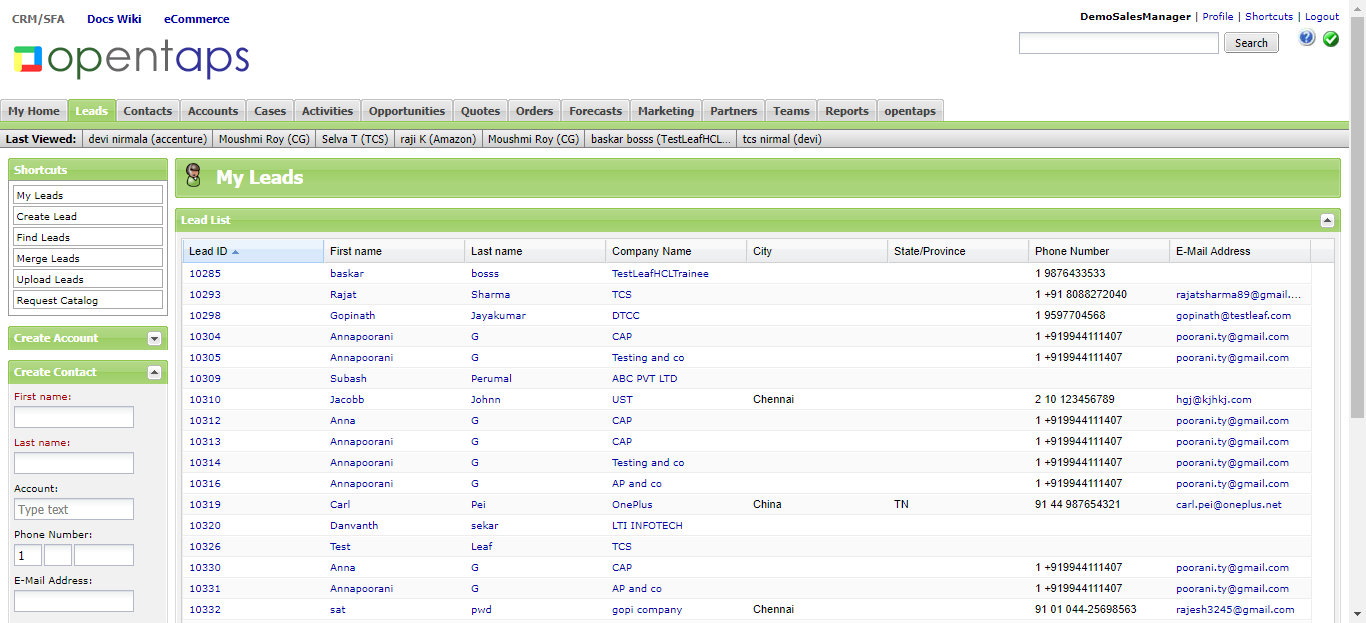 CRM/SFA Docs Wiki eCommerce
DemoSalesManager | Profile | Shortcuts | Logout
opentaps
Search
My Home Leads Contacts Accounts Cases Activities Opportunities Quotes Orders Forecasts Marketing Partners Teams Reports opentaps
Last Viewed: devi nirmala (accenture) Moushmi Roy (CG) Selva T (TCS) raji K (Amazon) Moushmi Roy (CG) baskar bosss (TestLeafHCL... tcs nirmal (devi)
Shortcuts
My Leads
Create Lead
Find Leads
Merge Leads
Upload Leads
Request Catalog
Create Account
Create Contact
First name:
Last name:
Account:
Type text
Phone Number:
1
E-Mail Address:
My Leads
Lead List
Lead ID First name Last name Company Name City State/Province Phone Number E-Mail Address
10285 baskar bosss TestLeafHCLTrainee 1 9876433533
10293 Rajat Sharma TCS 1 +91 8088272040 rajatsharma89@gmail....
10298 Gopinath Jayakumar DTCC 1 9597704568 gopinath@testleaf.com
10304 Annapoorani G CAP 1 +919944111407 poorani.ty@gmail.com
10305 Annapoorani G Testing and co 1 +919944111407 poorani.ty@gmail.com
10309 Subash Perumal ABC PVT LTD
10310 Jacobb Johnn UST Chennai 2 10 123456789 hgj@kjhkj.com
10312 Anna G CAP 1 +919944111407 poorani.ty@gmail.com
10313 Annapoorani G CAP 1 +919944111407 poorani.ty@gmail.com
10314 Annapoorani G Testing and co 1 +919944111407 poorani.ty@gmail.com
10316 Annapoorani G AP and co 1 +919944111407 poorani.ty@gmail.com
10319 Carl Pei OnePlus China TN 91 44 987654321 carl.pei@oneplus.net
10320 Danvanth sekar LTI INFOTECH
10326 Test Leaf TCS
10330 Anna G CAP 1 +919944111407 poorani.ty@gmail.com
10331 Annapoorani G AP and co 1 +919944111407 poorani.ty@gmail.com
10332 sat pwd gopi company Chennai 91 01 044-25698563 rajesh3245@gmail.com